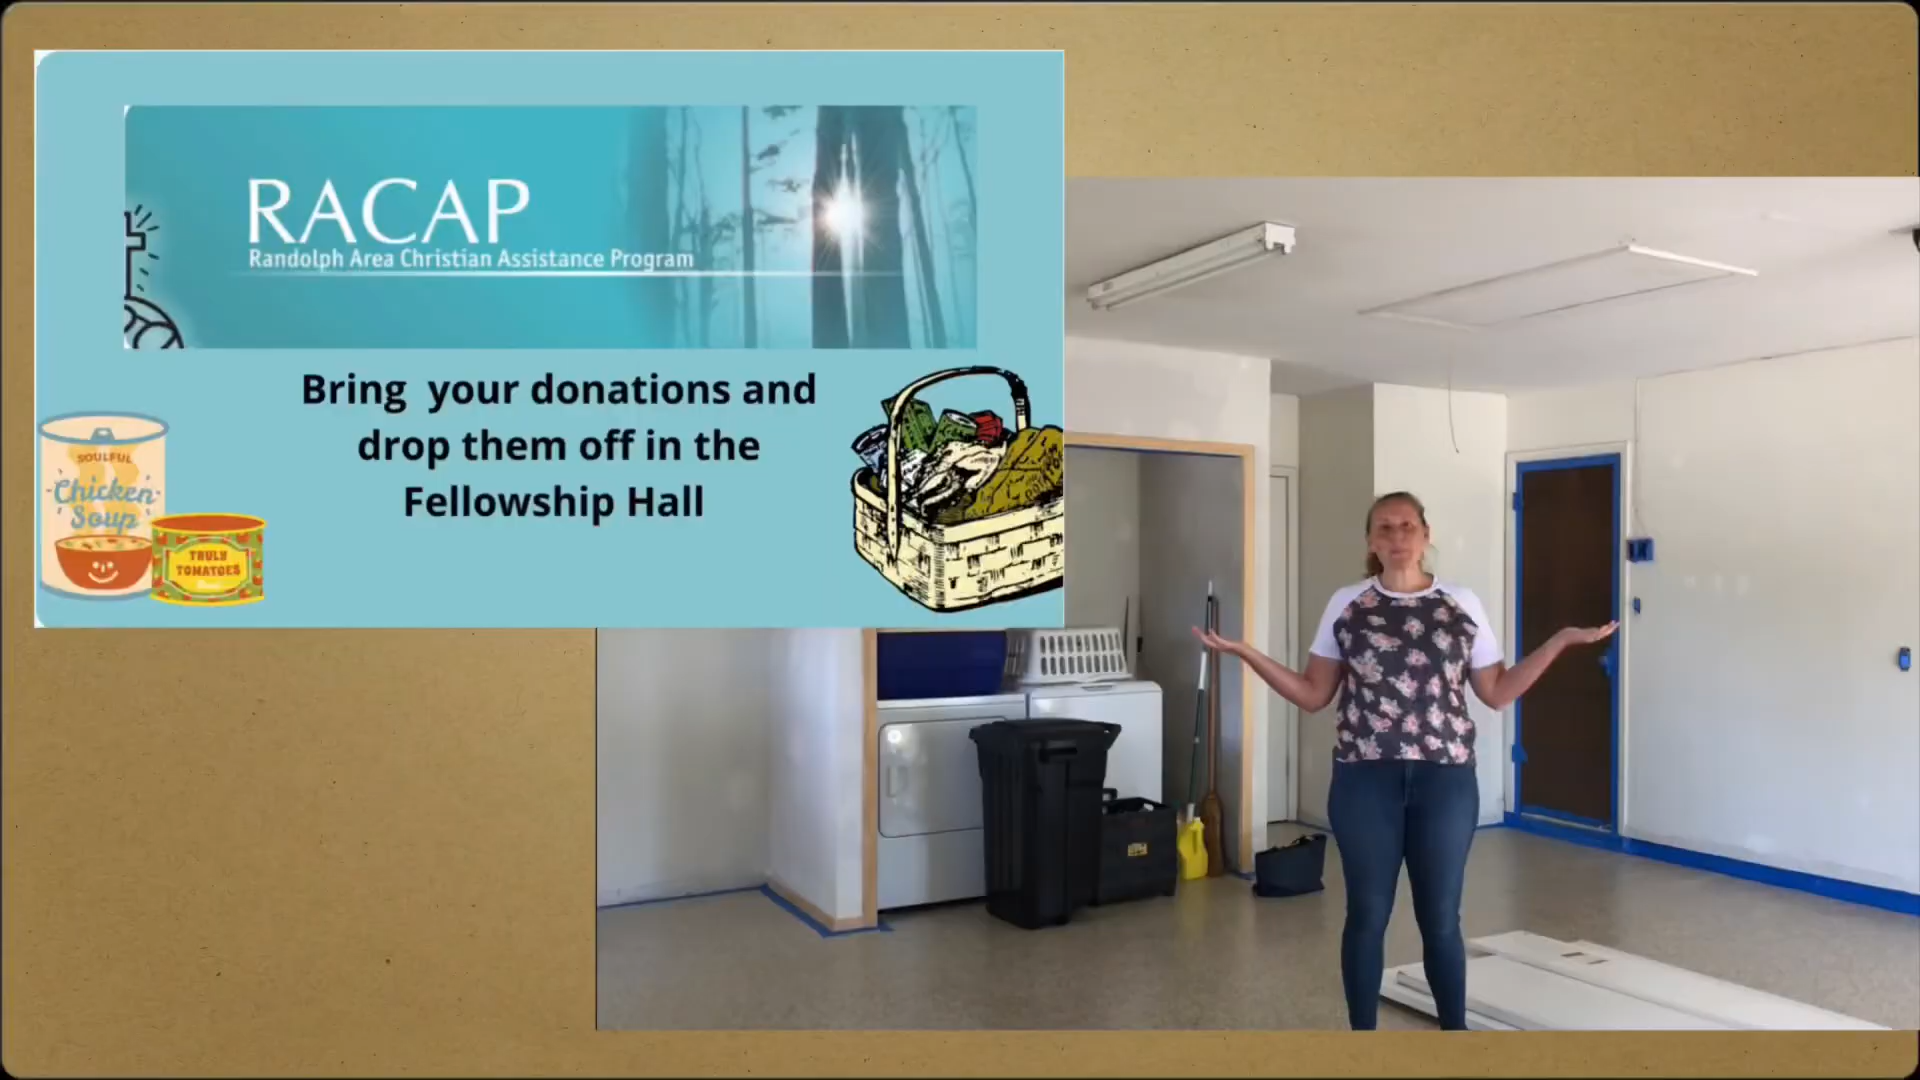 RACAP
Randolph Area Christian Assistance Program
Bring your donations and
drop them off in the
Fellowship Hall
SOULFUL
Chicken
Soup
TRULY
TOMATOES